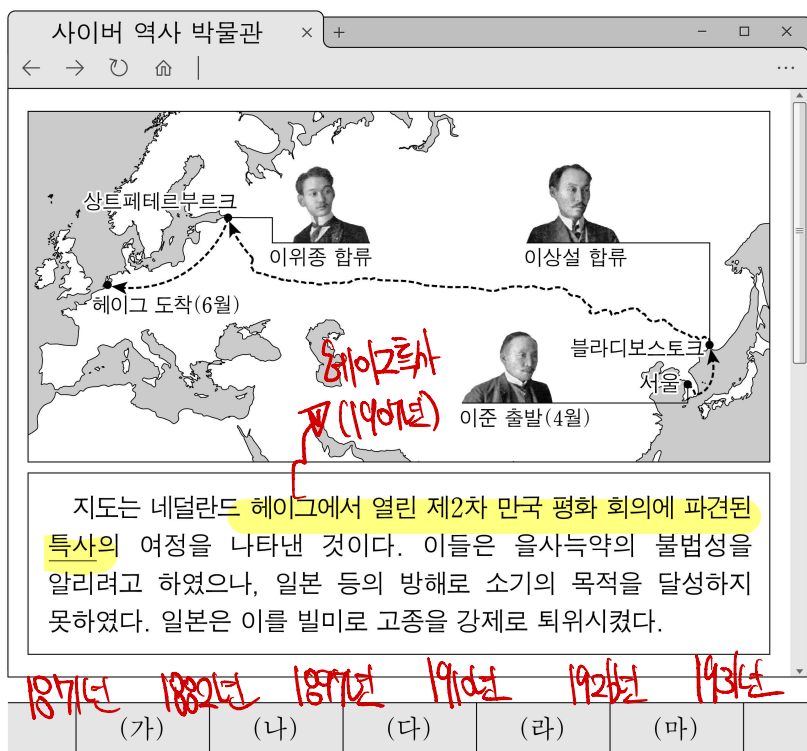 사이버 역사 박물관
상트페테르부르크
이위종 합류
이상설 합류
헤이그 도착(6월)
블라디보스토크
서울
이준 출발(4월)
헤이그특사
(1907년)
지도는 네덜란드 헤이그에서 열린 제2차 만국 평화 회의에 파견된
특사의 여정을 나타낸 것이다. 이들은 을사늑약의 불법성을
알리려고 하였으나, 일본 등의 방해로 소기의 목적을 달성하지
못하였다. 일본은 이를 빌미로 고종을 강제로 퇴위시켰다.
1871년 1882년 1897년 1910년 1926년 1931년
(가) (나) (다) (라) (마)